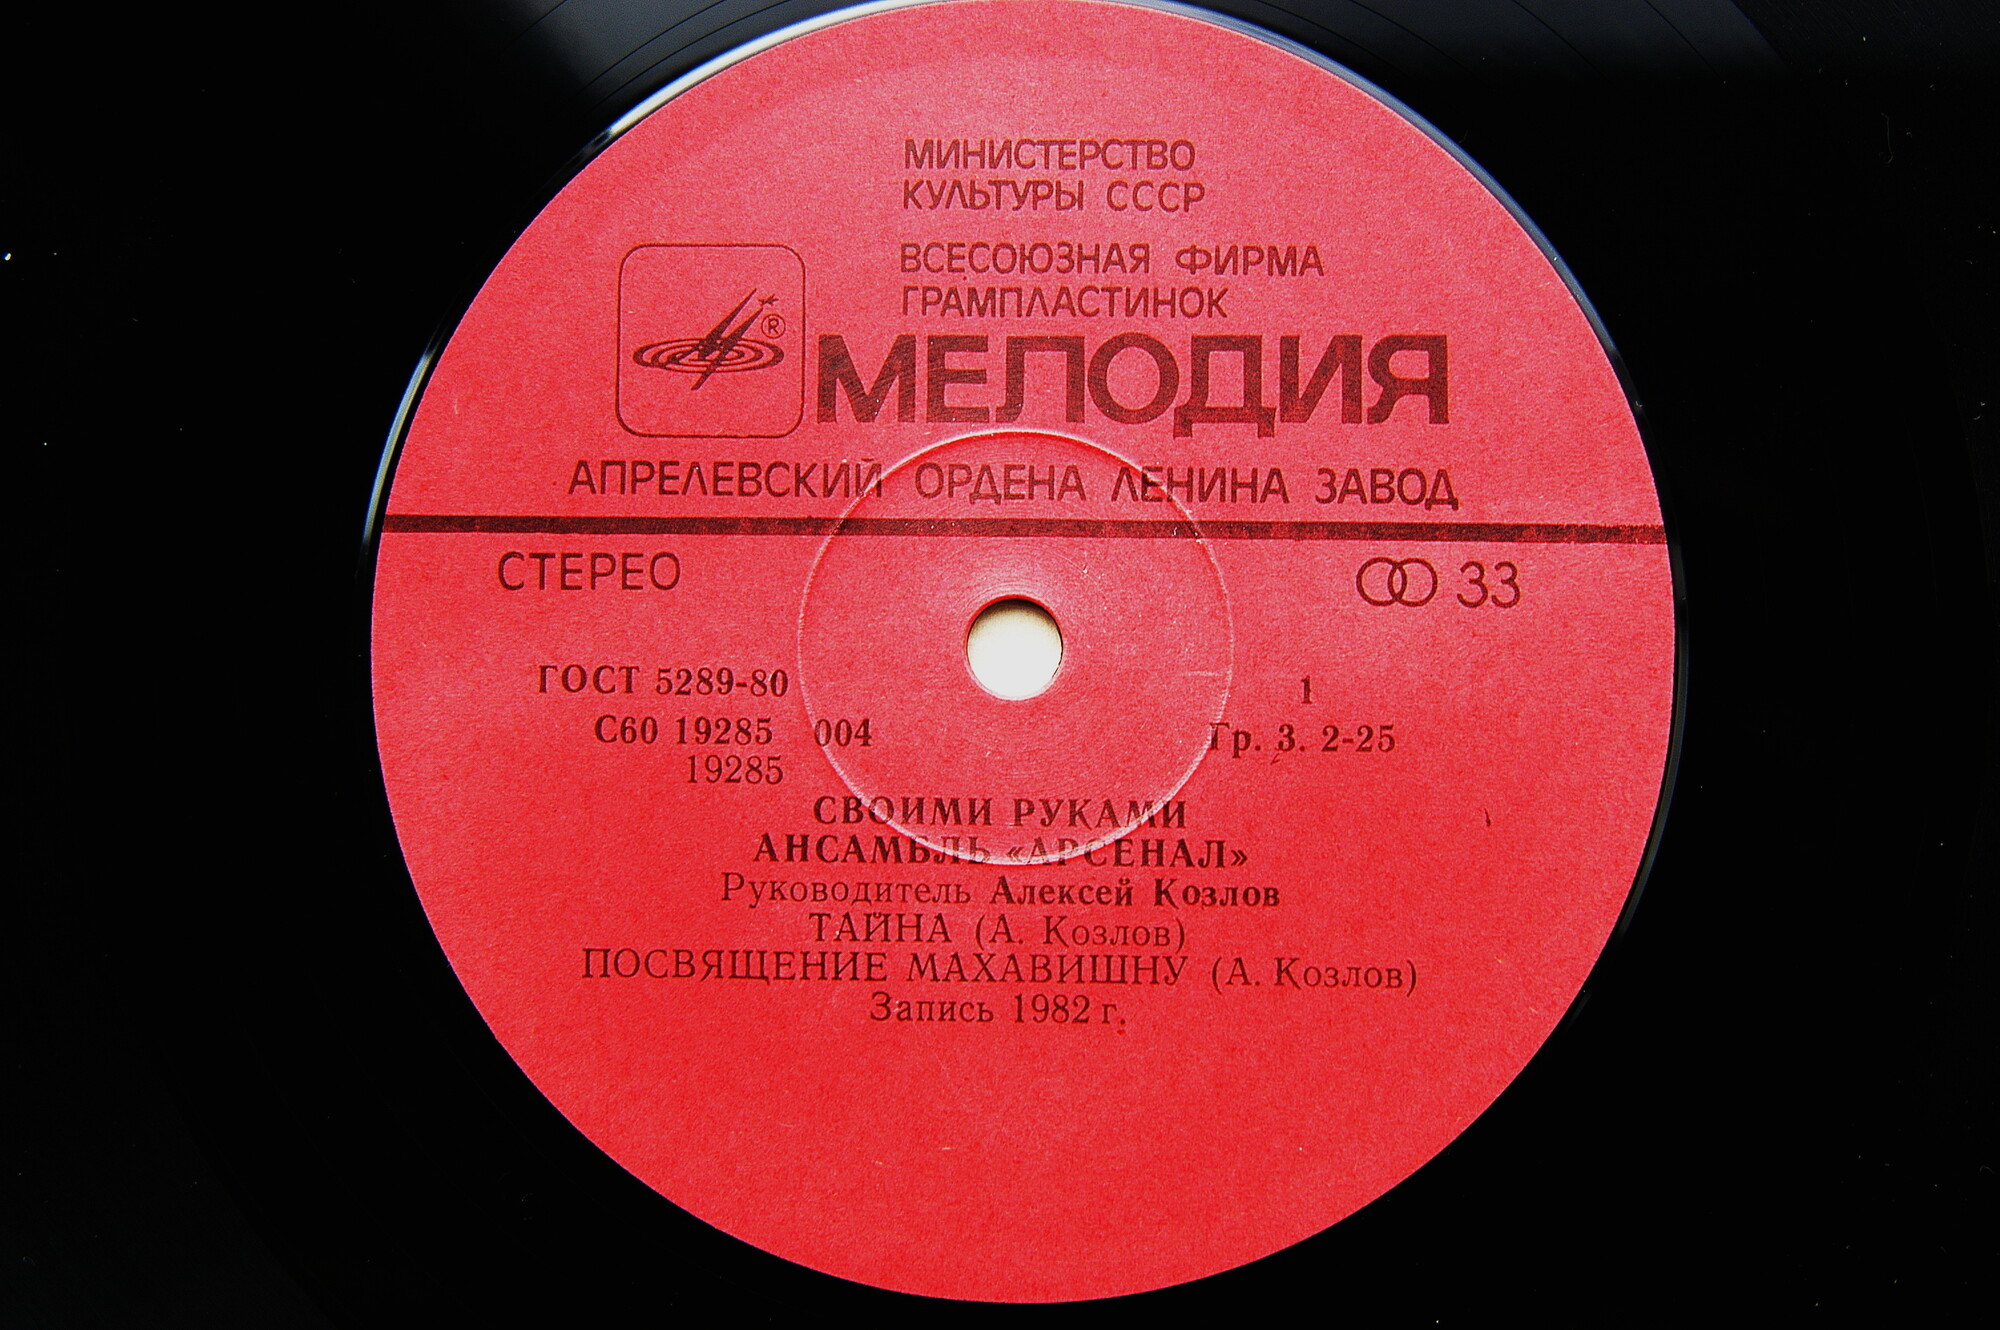 МИНИСТЕРСТВО
КУЛЬТУРЫ СССР
ВСЕСОЮЗНАЯ ФИРМА
ГРАМПЛАСТИНОК
®
МЕЛОДИЯ
АПРЕЛЕВСКИЙ ОРДЕНА ЛЕНИНА ЗАВОД
СТЕРЕО 33
ГОСТ 5289-80 1
С60 19285 004 Гр. 3. 2-25
19285
СВОИМИ РУКАМИ
АНСАМБЛЬ «АРСЕНАЛ»
Руководитель Алексей Козлов
ТАЙНА (А. Козлов)
ПОСВЯЩЕНИЕ МАХАВИШНУ (А. Козлов)
Запись 1982 г.